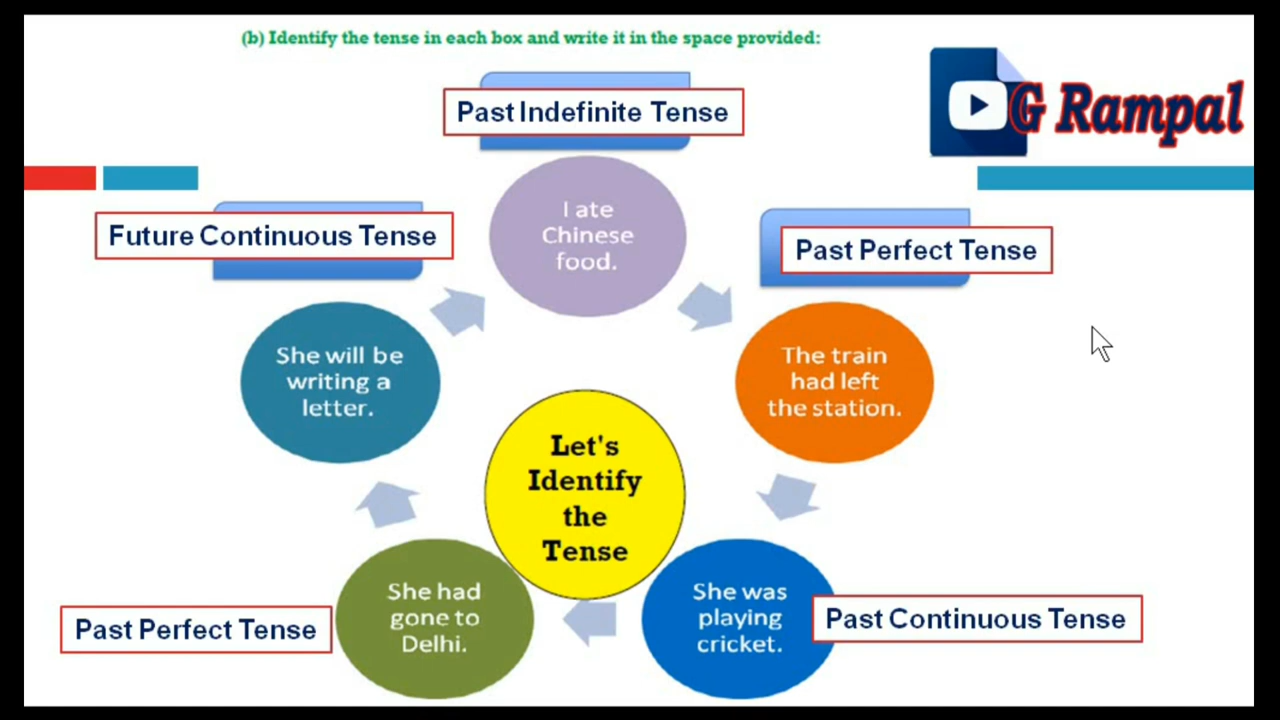 (b) Identify the tense in each box and write it in the space provided:
G Rampal
Past Indefinite Tense
I ate
Chinese
food.
Past Perfect Tense
The train
had left
the station.
Past Continuous Tense
She was
playing
cricket.
Past Perfect Tense
She had
gone to
Delhi.
Future Continuous Tense
She will be
writing a
letter.
Let's
Identify
the
Tense